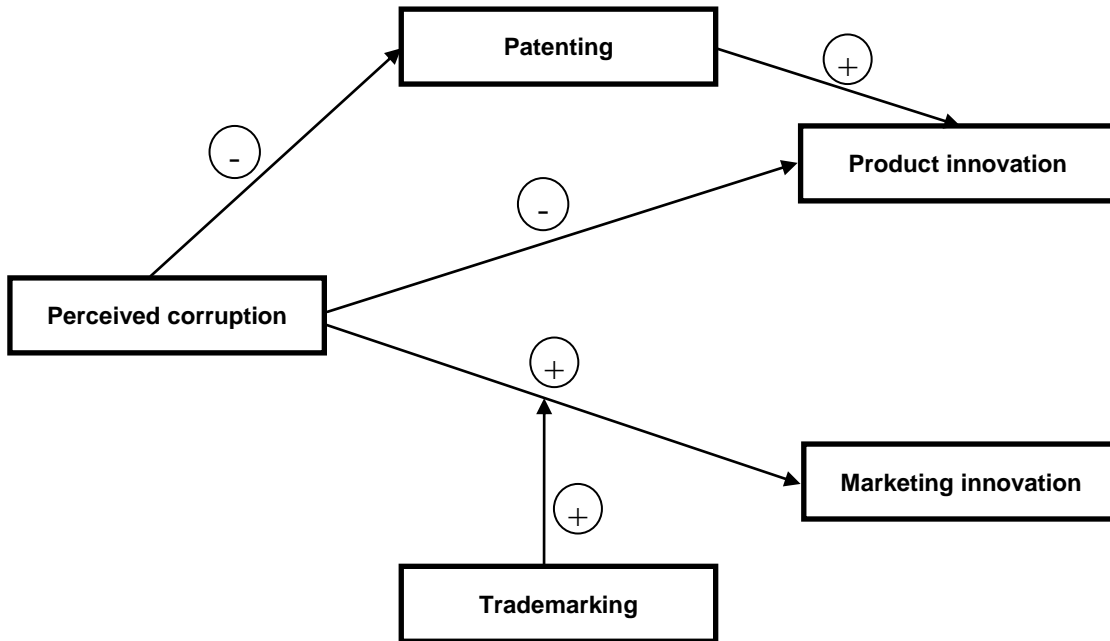 Patenting
+
-
Product innovation
-
Perceived corruption
+
Marketing innovation
+
Trademarking